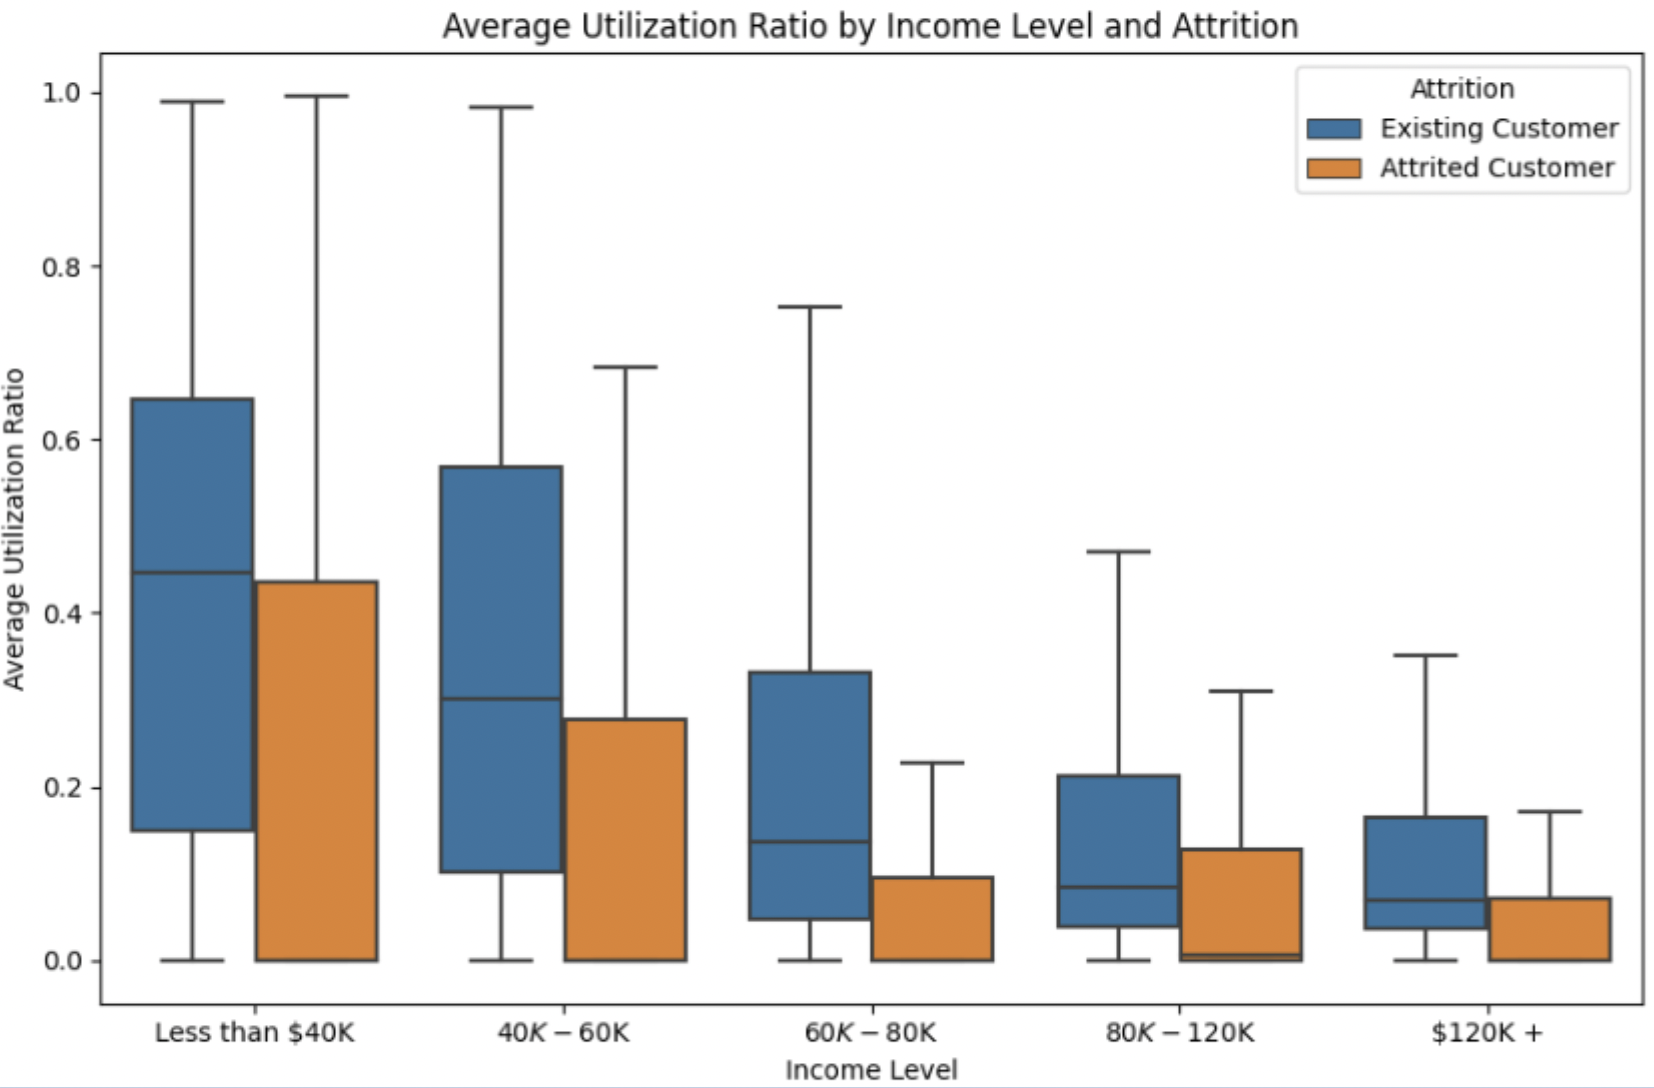 Average Utilization Ratio by Income Level and Attrition
Attrition
Existing Customer
Attrited Customer
Average Utilization Ratio
1.0
0.8
0.6
0.4
0.2
0.0
Less than $40K
40K − 60K
60K − 80K
80K − 120K
$120K +
Income Level